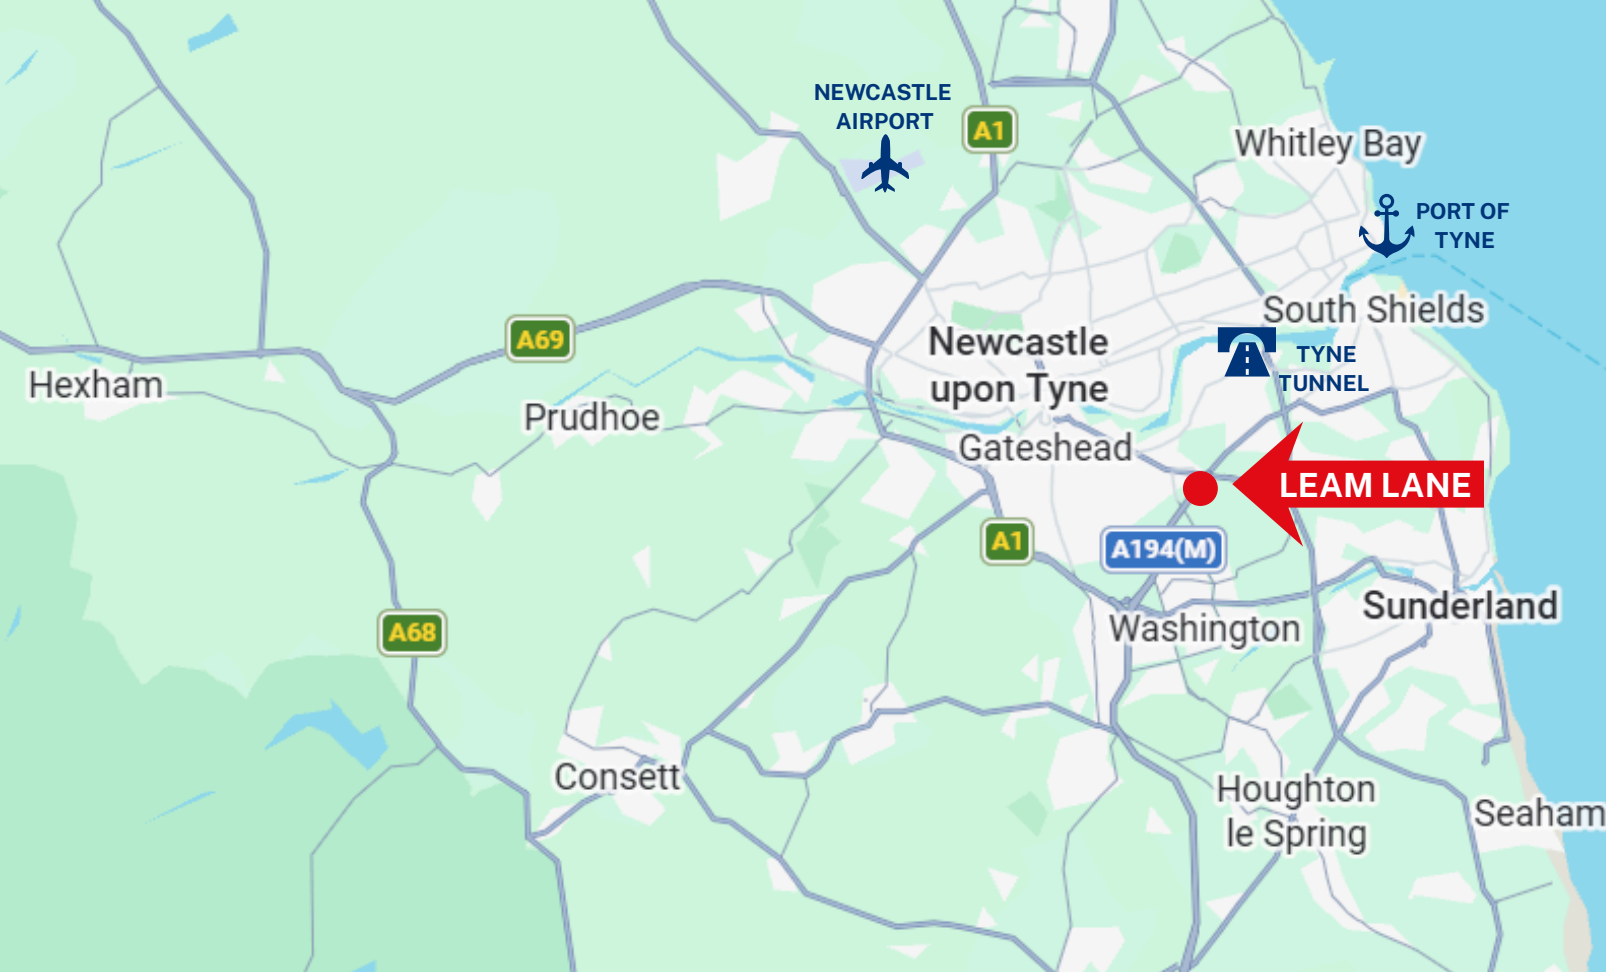 NEWCASTLE
AIRPORT
A1
Whitley Bay
PORT OF
TYNE
South Shields
A69
Newcastle
upon Tyne
TYNE
TUNNEL
Hexham
Prudhoe
Gateshead
LEAM LANE
A1
A194(M)
Sunderland
A68
Washington
Consett
Houghton
le Spring
Seaham